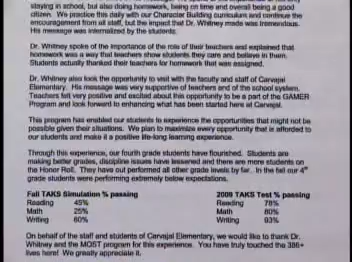 staying in school, but also doing homework, being on time and overall being a good
citizen. We practice this daily with our Character Building curriculum and continue the
encouragement from all staff, but the impact that Dr. Whitney made was tremendous.
His message was internalized by the students.
Dr. Whitney spoke of the importance of the role of their teachers and explained that
homework was a way that teachers show students they care and believe in them.
Students actually thanked their teachers for homework that was assigned.
Dr. Whitney also took the opportunity to visit with the faculty and staff of Carvajal
Elementary. His message was very supportive of teachers and of the school system.
Teachers felt very positive and excited about this opportunity to be a part of the GAMER
Program and look forward to enhancing what has been started here at Carvajal.
This program has enabled our students to experience the opportunities that might not be
possible given their situations. We plan to maximize every opportunity that is afforded to
our students and make it a positive life-long learning experience.
Through this experience, our fourth grade students have flourished. Students are
making better grades, discipline issues have lessened and there are more students on
the Honor Roll. They have out performed all other grade levels by far. In the fall our 4th
grade students were performing extremely below expectations.
Fall TAKS Simulation % passing 2009 TAKS Test % passing
Reading 45% Reading 78%
Math 25% Math 80%
Writing 60% Writing 93%
On behalf of the staff and students of Carvajal Elementary, we would like to thank Dr.
Whitney and the MOST program for this experience. You have truly touched the 386+
lives here! We greatly appreciate it.